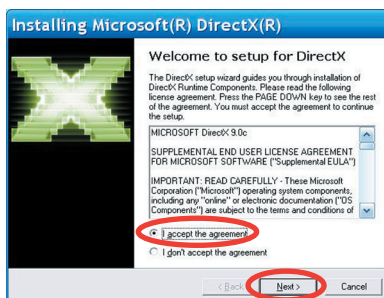 Installing Microsoft(R) DirectX(R)
Welcome to setup for DirectX
The DirectX setup wizard guides you through installation of
DirectX Runtime Components. Please read the following
license agreement. Press the PAGE DOWN key to see the rest
of the agreement. You must accept the agreement to continue
the setup.
MICROSOFT DirectX 9.0c
SUPPLEMENTAL END USER LICENSE AGREEMENT
FOR MICROSOFT SOFTWARE ("Supplemental EULA")
IMPORTANT: READ CAREFULLY - These Microsoft
Corporation ("Microsoft") operating system components,
including any "online" or electronic documentation ("OS
Components") are subject to the terms and conditions of
I accept the agreement
I don't accept the agreement
< Back Next > Cancel